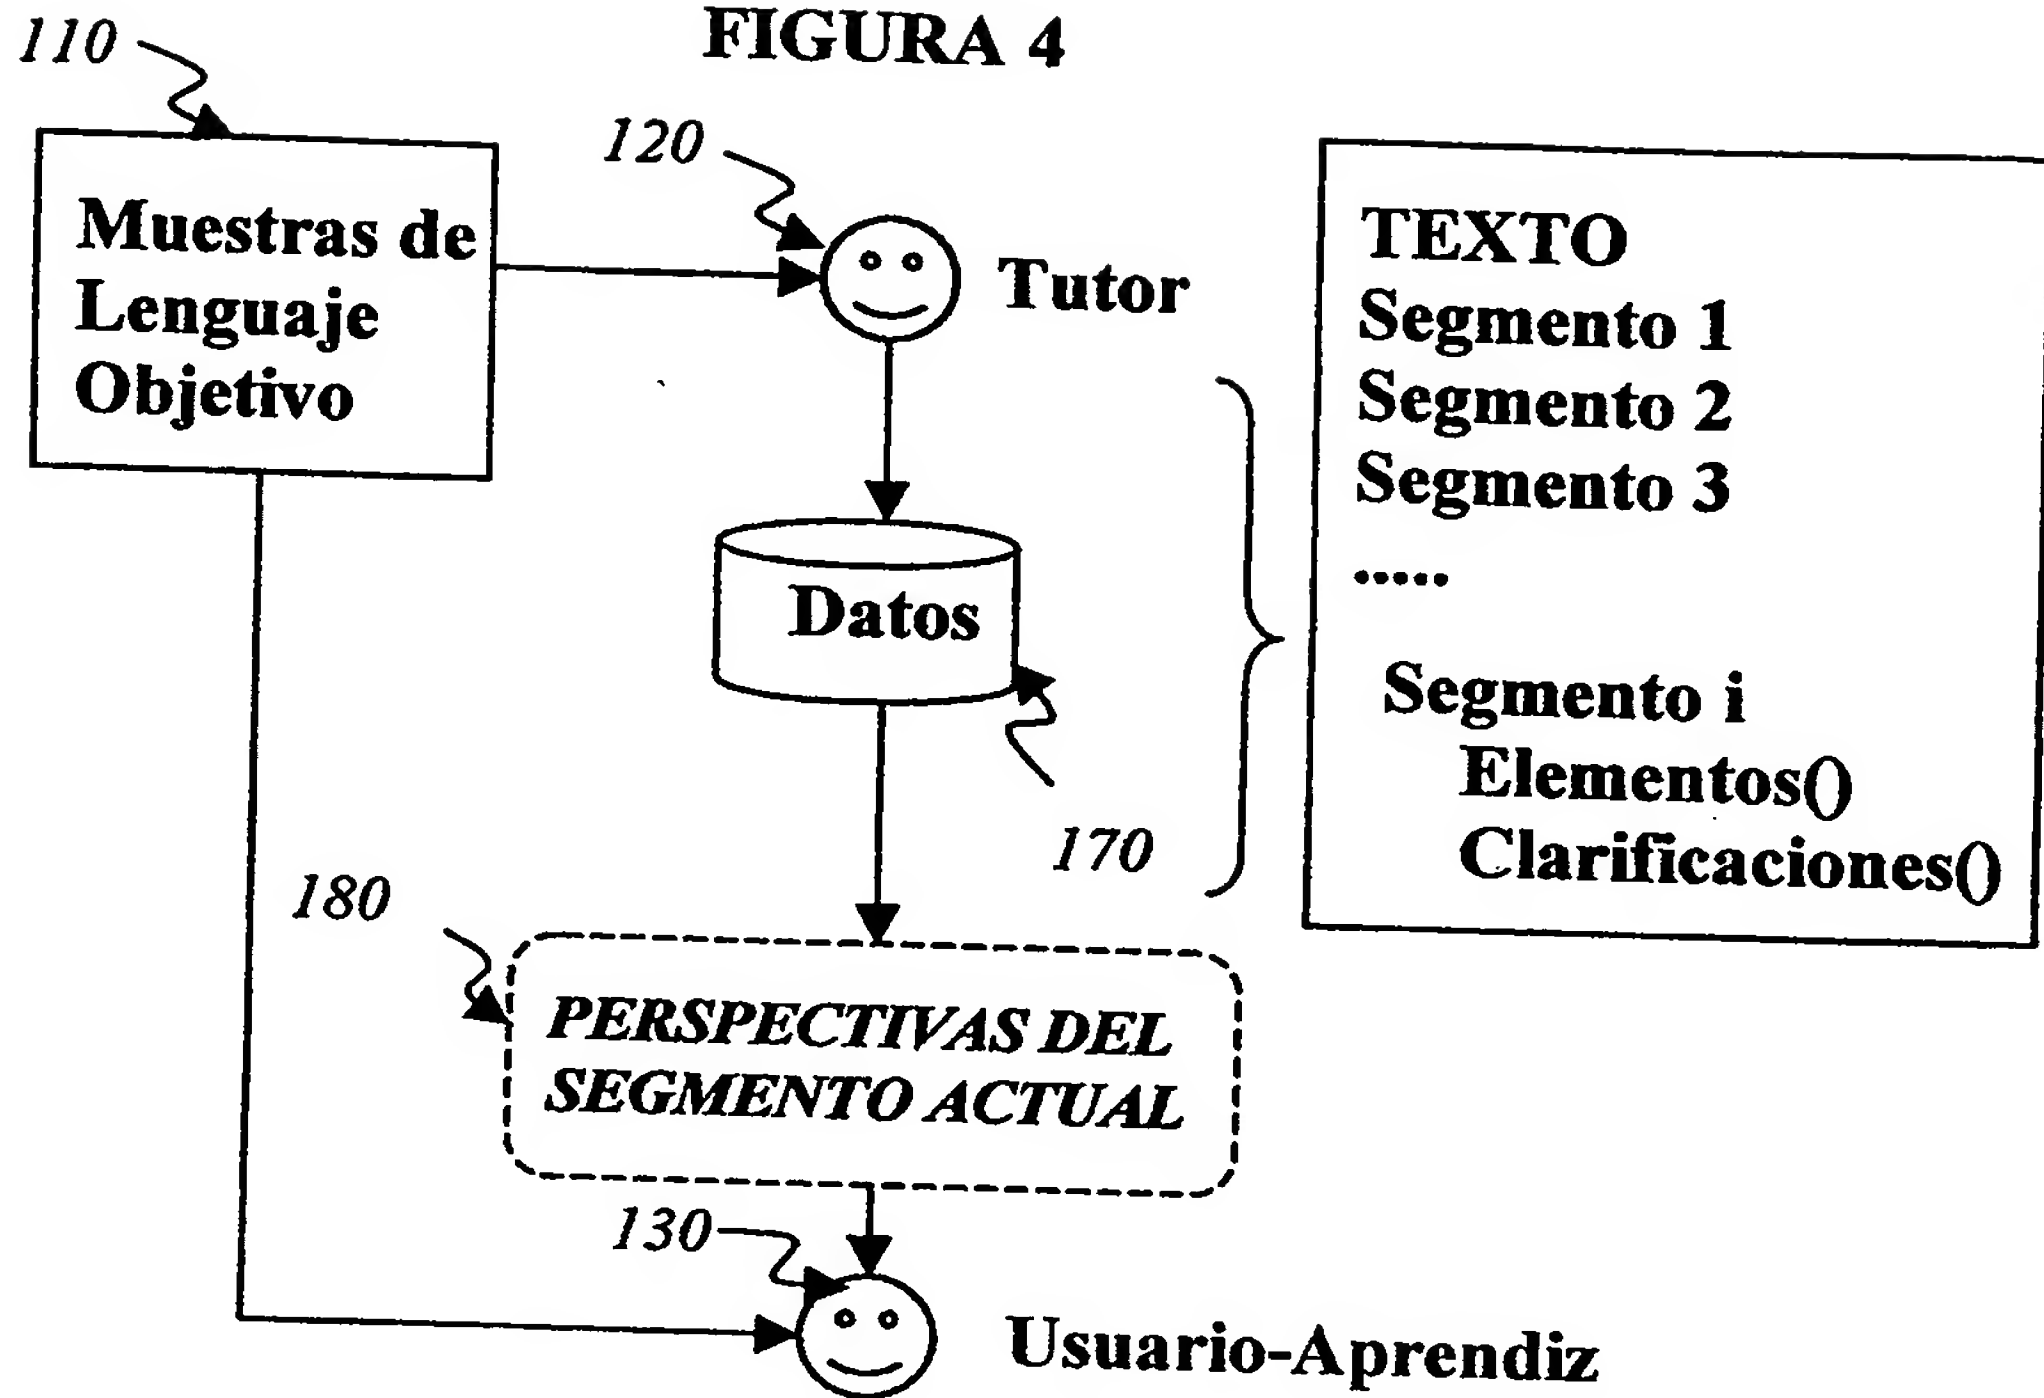 FIGURA 4
110
Muestras de
Lenguaje
Objetivo
120
Tutor
Datos
170
TEXTO
Segmento 1
Segmento 2
Segmento 3
.....
Segmento i
Elementos()
Clarificaciones()
180
PERSPECTIVAS DEL
SEGMENTO ACTUAL
130
Usuario-Aprendiz